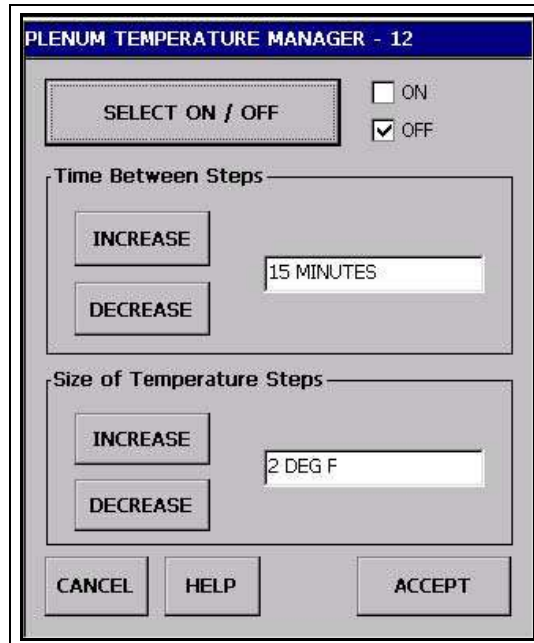 PLENUM TEMPERATURE MANAGER - 12
SELECT ON / OFF
ON
OFF
Time Between Steps
INCREASE
15 MINUTES
DECREASE
Size of Temperature Steps
INCREASE
2 DEG F
DECREASE
CANCEL HELP ACCEPT